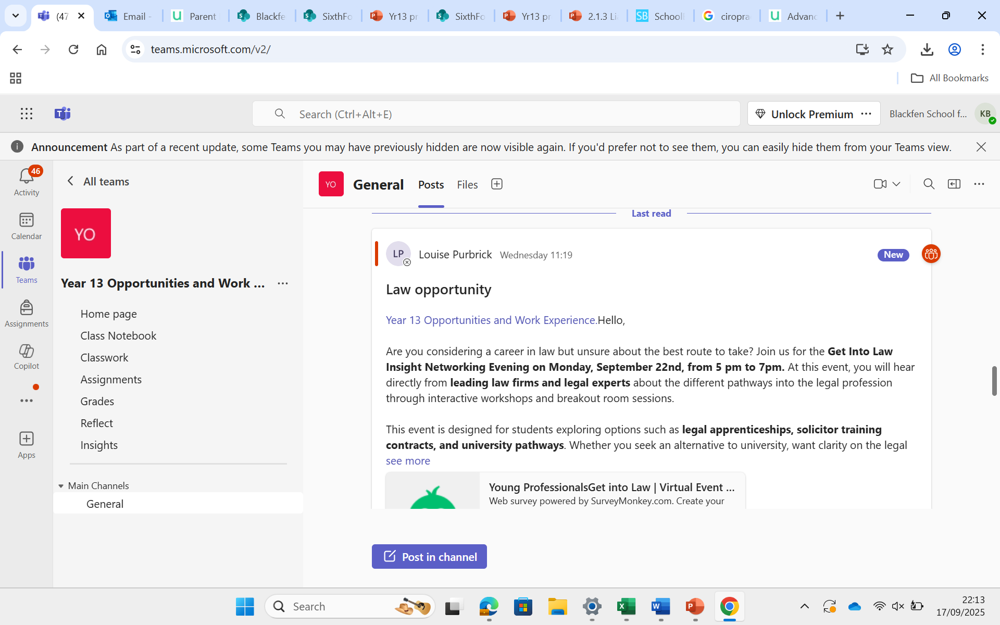 (47
Email -
Parent
Blackfe
SixthFo
Yr13 pr
SixthFo
Yr13 pr
2.1.3 Li
School
ciropra
Advanc
teams.microsoft.com/v2/
All Bookmarks
Search (Ctrl+Alt+E)
Unlock Premium
Blackfen School f...
KB
Announcement As part of a recent update, some Teams you may have previously hidden are now visible again. If you'd prefer not to see them, you can easily hide them from your Teams view.
46
Activity
Calendar
Teams
Assignments
Copilot
Apps
All teams
YO
Year 13 Opportunities and Work ...
Home page
Class Notebook
Classwork
Assignments
Grades
Reflect
Insights
Main Channels
General
YO
General
Posts
Files
Last read
LP
Louise Purbrick
Wednesday 11:19
New
Law opportunity
Year 13 Opportunities and Work Experience.Hello,
Are you considering a career in law but unsure about the best route to take? Join us for the Get Into Law
Insight Networking Evening on Monday, September 22nd, from 5 pm to 7pm. At this event, you will hear
directly from leading law firms and legal experts about the different pathways into the legal profession
through interactive workshops and breakout room sessions.
This event is designed for students exploring options such as legal apprenticeships, solicitor training
contracts, and university pathways. Whether you seek an alternative to university, want clarity on the legal
see more
Young ProfessionalsGet into Law | Virtual Event ...
Web survey powered by SurveyMonkey.com. Create your
Post in channel
Search
22:13
17/09/2025